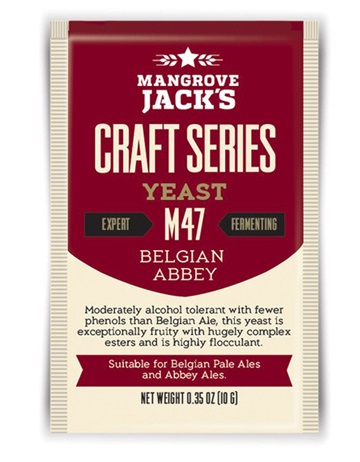 MANGROVE
JACK'S
CRAFT SERIES
YEAST
EXPERT M47 FERMENTING
BELGIAN
ABBEY
Moderately alcohol tolerant with fewer
phenols than Belgian Ale, this yeast is
exceptionally fruity with hugely complex
esters and is highly flocculant.
Suitable for Belgian Pale Ales
and Abbey Ales.
NET WEIGHT 0.35 OZ (10 G)